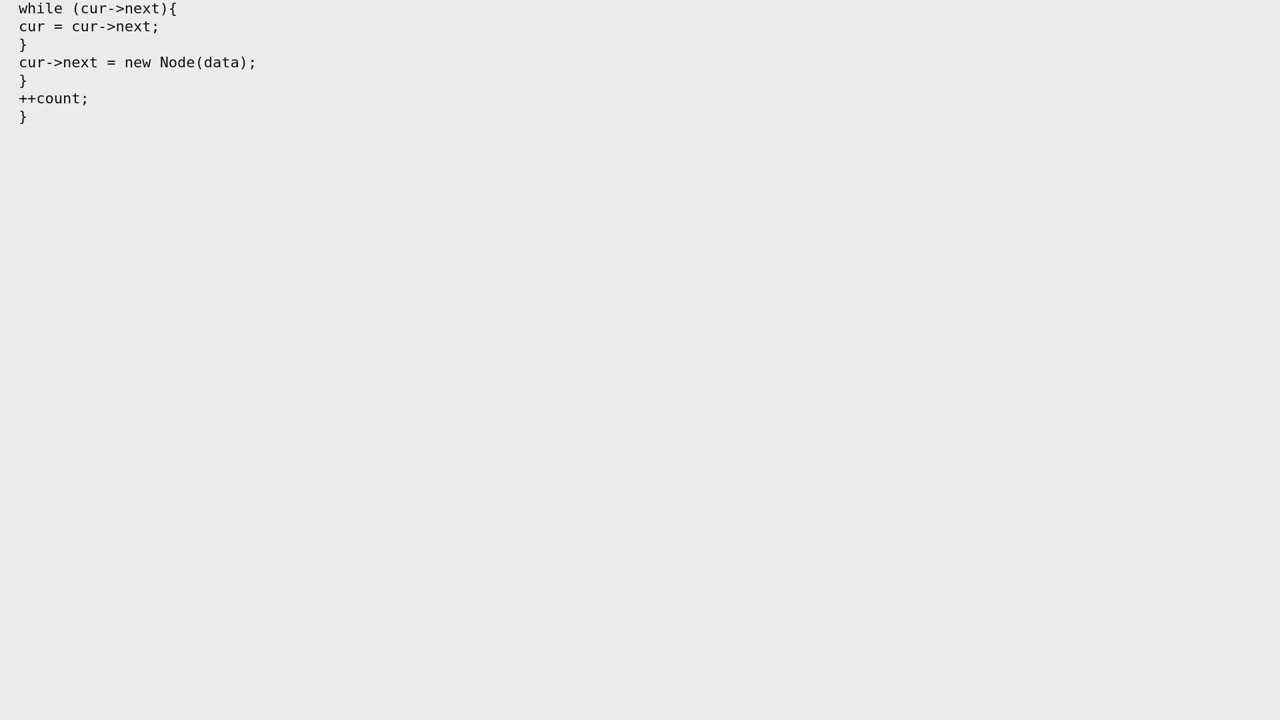 while (cur->next){
cur = cur->next;
}
cur->next = new Node(data);
}
++count;
}